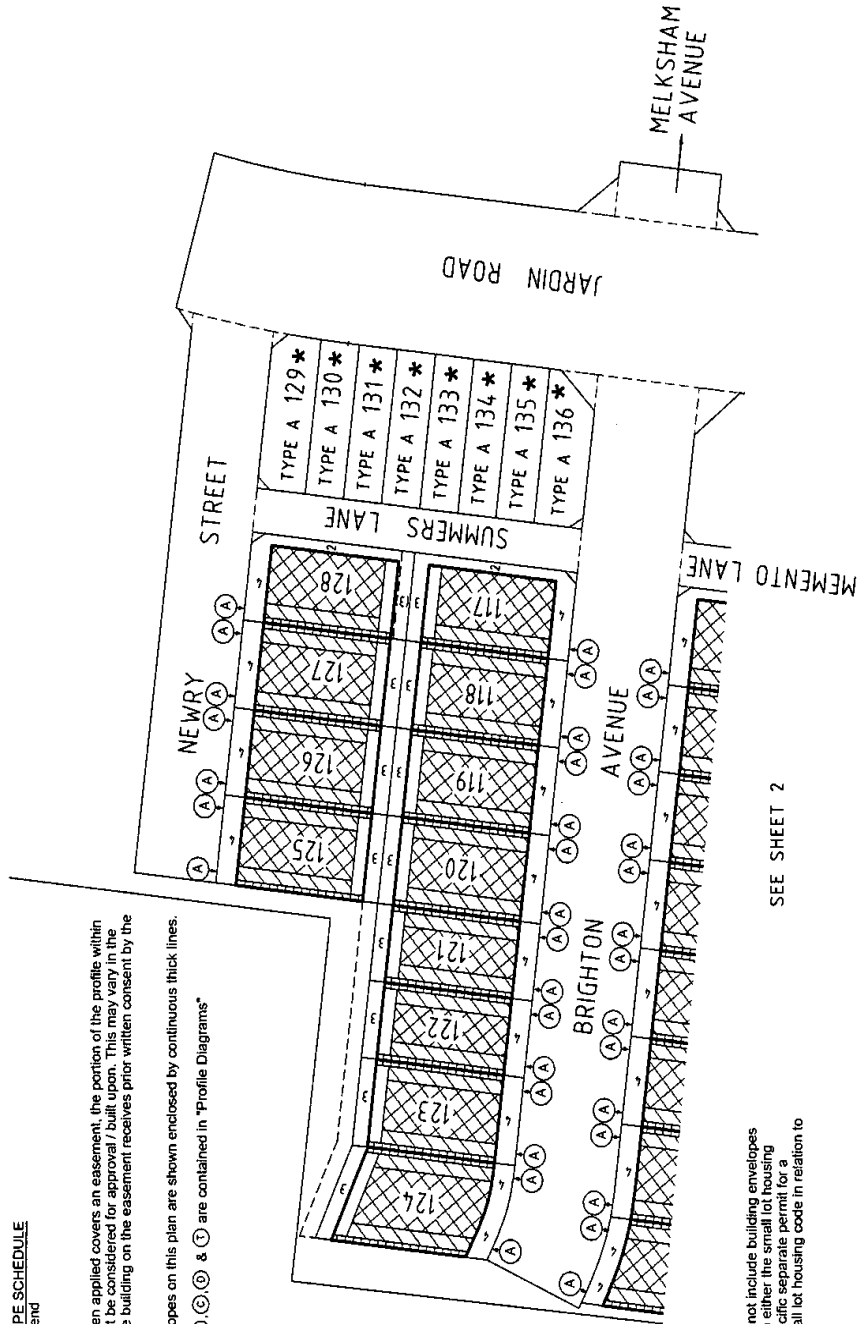 PE SCHEDULE
end
en applied covers an easement, the portion of the profile within
t be considered for approval / built upon. This may vary in the
e building on the easement receives prior written consent by the
opes on this plan are shown enclosed by continuous thick lines.
),Ⓒ,Ⓓ & Ⓣ are contained in "Profile Diagrams"
not include building envelopes
either the small lot housing
cific separate permit for a
all lot housing code in relation to
NEWRY STREET
125
126
127
128
124
123
122
121
120
119
118
117
SUMMERS LANE
TYPE A 129*
TYPE A 130*
TYPE A 131*
TYPE A 132*
TYPE A 133*
TYPE A 134*
TYPE A 135*
TYPE A 136*
JARDIN ROAD
MELKSHAM
AVENUE
BRIGHTON AVENUE
MEMENTO LANE
SEE SHEET 2